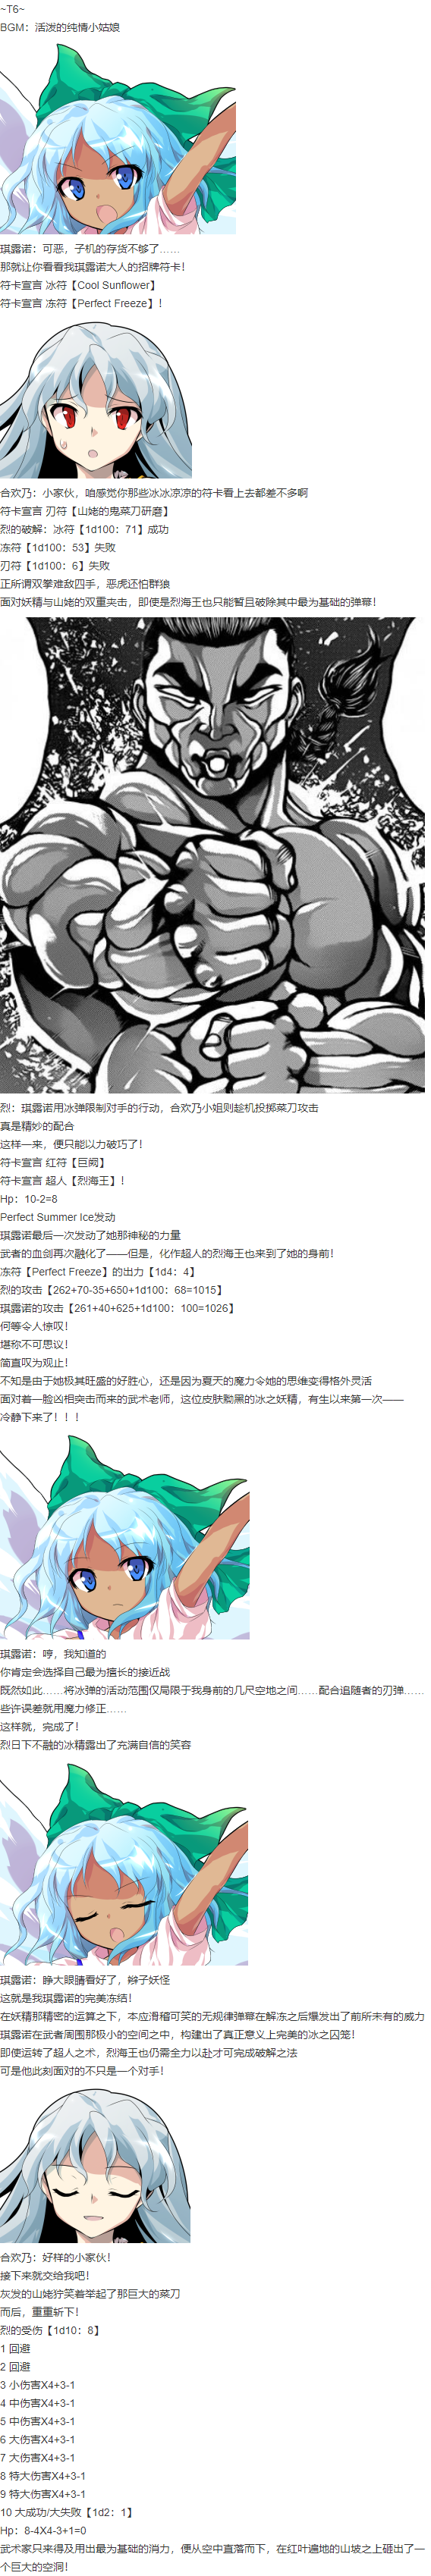 ~T6~
BGM：活泼的纯情小姑娘
琪露诺：可恶，子机的存货不够了……
那就让你看看我琪露诺大人的招牌符卡！
符卡宣言 冰符【Cool Sunflower】
符卡宣言 冻符【Perfect Freeze】！
合欢乃：小家伙，咱感觉你那些冰冰凉凉的符卡看上去都差不多啊
符卡宣言 刃符【山姥的鬼菜刀研磨】
烈的破解：冰符【1d100：71】成功
冻符【1d100：53】失败
刃符【1d100：6】失败
正所谓双拳难敌四手，恶虎还怕群狼
面对妖精与山姥的双重夹击，即使是烈海王也只能暂且破除其中最为基础的弹幕！
烈：琪露诺用冰弹限制对手的行动，合欢乃小姐则趁机投掷菜刀攻击
真是精妙的配合
这样一来，便只能以力破巧了！
符卡宣言 红符【巨阙】
符卡宣言 超人【烈海王】！
Hp：10-2=8
Perfect Summer Ice发动
琪露诺最后一次发动了她那神秘的力量
武者的血剑再次融化了——但是，化作超人的烈海王也来到了她的身前！
冻符【Perfect Freeze】的出力【1d4：4】
烈的攻击【262+70-35+650+1d100：68=1015】
琪露诺的攻击【261+40+625+1d100：100=1026】
何等令人惊叹！
堪称不可思议！
简直叹为观止！
不知是由于她极其旺盛的好胜心，还是因为夏天的魔力令她的思维变得格外灵活
面对着一脸凶相突击而来的武术老师，这位皮肤黝黑的冰之妖精，有生以来第一次——
冷静下来了！！！
琪露诺：哼，我知道的
你肯定会选择自己最为擅长的接近战
既然如此……将冰弹的活动范围仅局限于我身前的几尺空地之间……配合追随者的刃弹……
些许误差就用魔力修正……
这样就，完成了！
烈日下不融的冰精露出了充满自信的笑容
琪露诺：睁大眼睛看好了，辫子妖怪
这就是我琪露诺的完美冻结！
在妖精那精密的运算之下，本应滑稽可笑的无规律弹幕在解冻之后爆发出了前所未有的威力
琪露诺在武者周围那极小的空间之中，构建出了真正意义上完美的冰之囚笼！
即使运转了超人之术，烈海王也仍需全力以赴才可完成破解之法
可是他此刻面对的不只是一个对手！
合欢乃：好样的小家伙！
接下来就交给我吧！
灰发的山姥狞笑着举起了那巨大的菜刀
而后，重重斩下！
烈的受伤【1d10：8】
1 回避
2 回避
3 小伤害X4+3-1
4 中伤害X4+3-1
5 中伤害X4+3-1
6 大伤害X4+3-1
7 大伤害X4+3-1
8 特大伤害X4+3-1
9 特大伤害X4+3-1
10 大成功/大失败【1d2：1】
Hp：8-4X4-3+1=0
武术家只来得及用出最为基础的消力，便从空中直落而下，在红叶遍地的山坡之上砸出了一
个巨大的空洞！